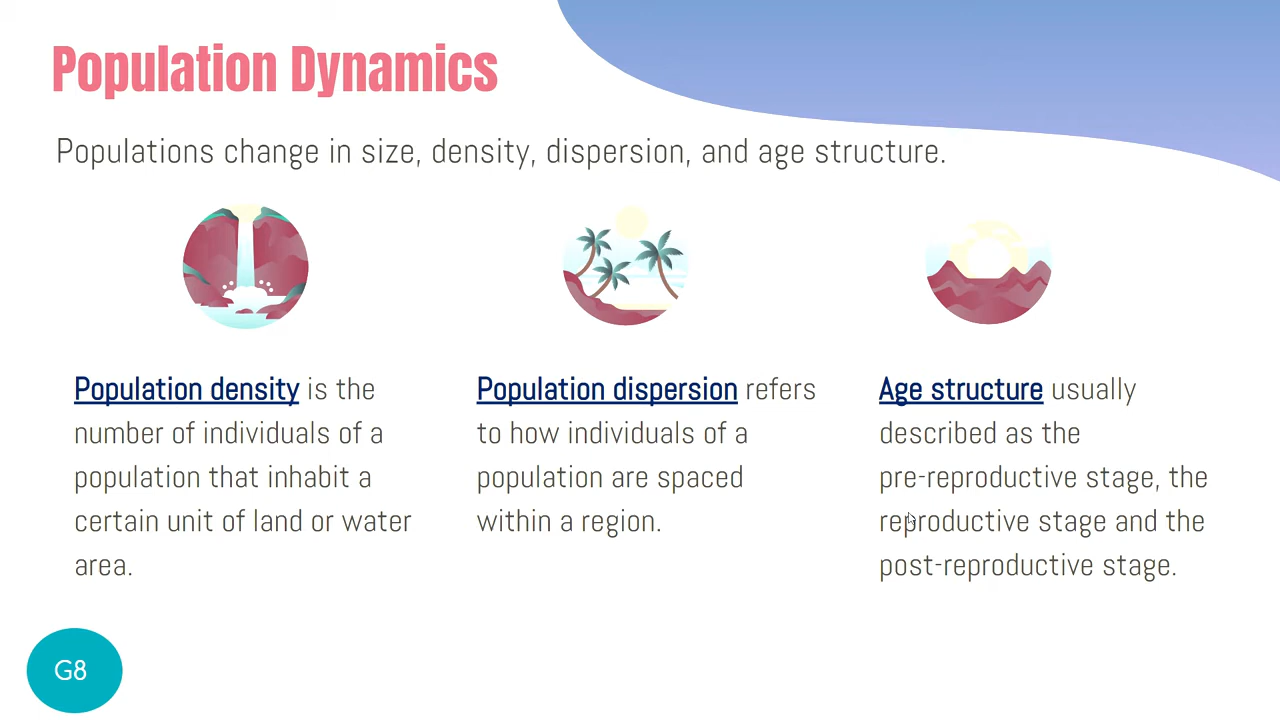 Population Dynamics
Populations change in size, density, dispersion, and age structure.
Population density is the
number of individuals of a
population that inhabit a
certain unit of land or water
area.
Population dispersion refers
to how individuals of a
population are spaced
within a region.
Age structure usually
described as the
pre-reproductive stage, the
reproductive stage and the
post-reproductive stage.
G8